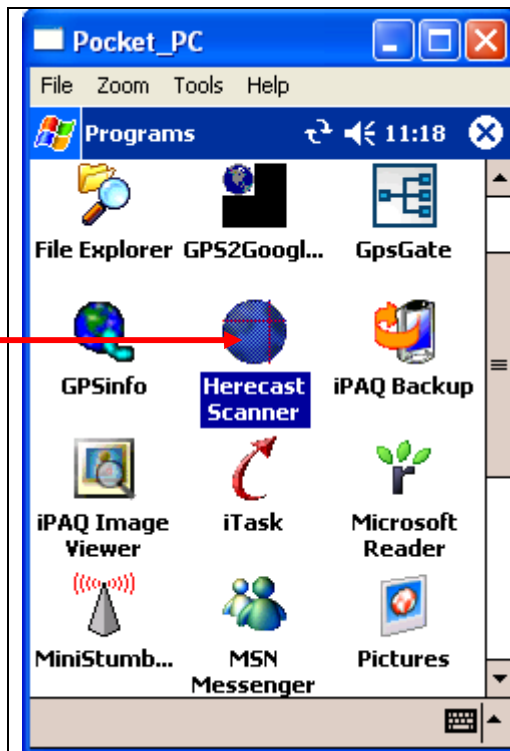 Pocket_PC
File Zoom Tools Help
Programs 11:18
File Explorer GPS2Googl... GpsGate
GPSinfo Herecast Scanner iPAQ Backup
iPAQ Image Viewer iTask Microsoft Reader
MiniStumb... MSN Messenger Pictures